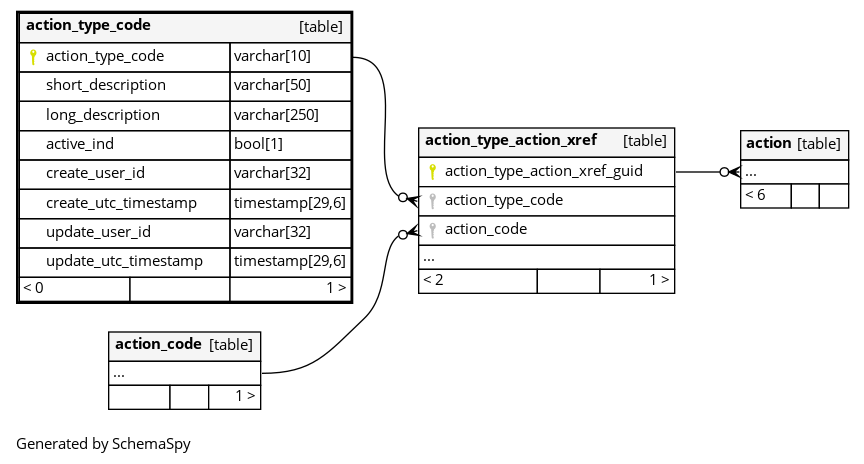 action_type_code [table]
action_type_code varchar[10]
short_description varchar[50]
long_description varchar[250]
active_ind bool[1]
create_user_id varchar[32]
create_utc_timestamp timestamp[29,6]
update_user_id varchar[32]
update_utc_timestamp timestamp[29,6]
< 0 1 >
action_type_action_xref [table]
action_type_action_xref_guid
action_type_code
action_code
...
< 2 1 >
action [table]
...
< 6
action_code [table]
...
1 >
Generated by SchemaSpy